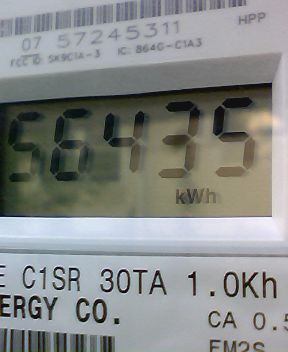 HPP
07 57245311
FCC ID: SK9C1A-3 IC: 864G-C1A3
56435
kWh
E C1SR 30TA 1.0Kh
ERGY CO.
CA 0.5
EM2S